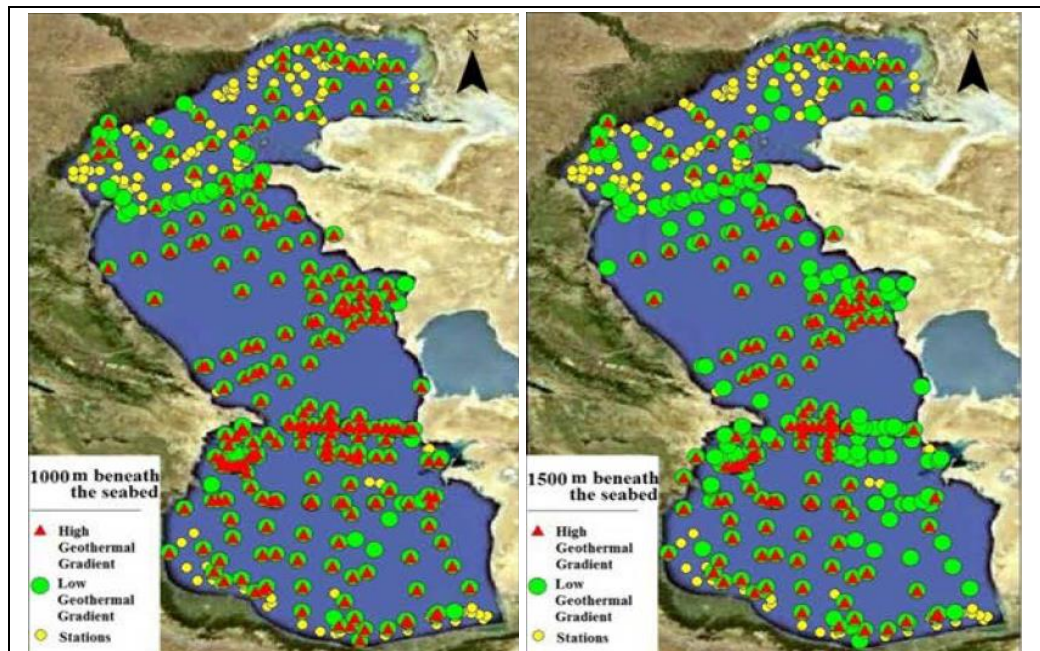 N
1000 m beneath
the seabed
High
Geothermal
Gradient
Low
Geothermal
Gradient
Stations
N
1500 m beneath
the seabed
High
Geothermal
Gradient
Low
Geothermal
Gradient
Stations